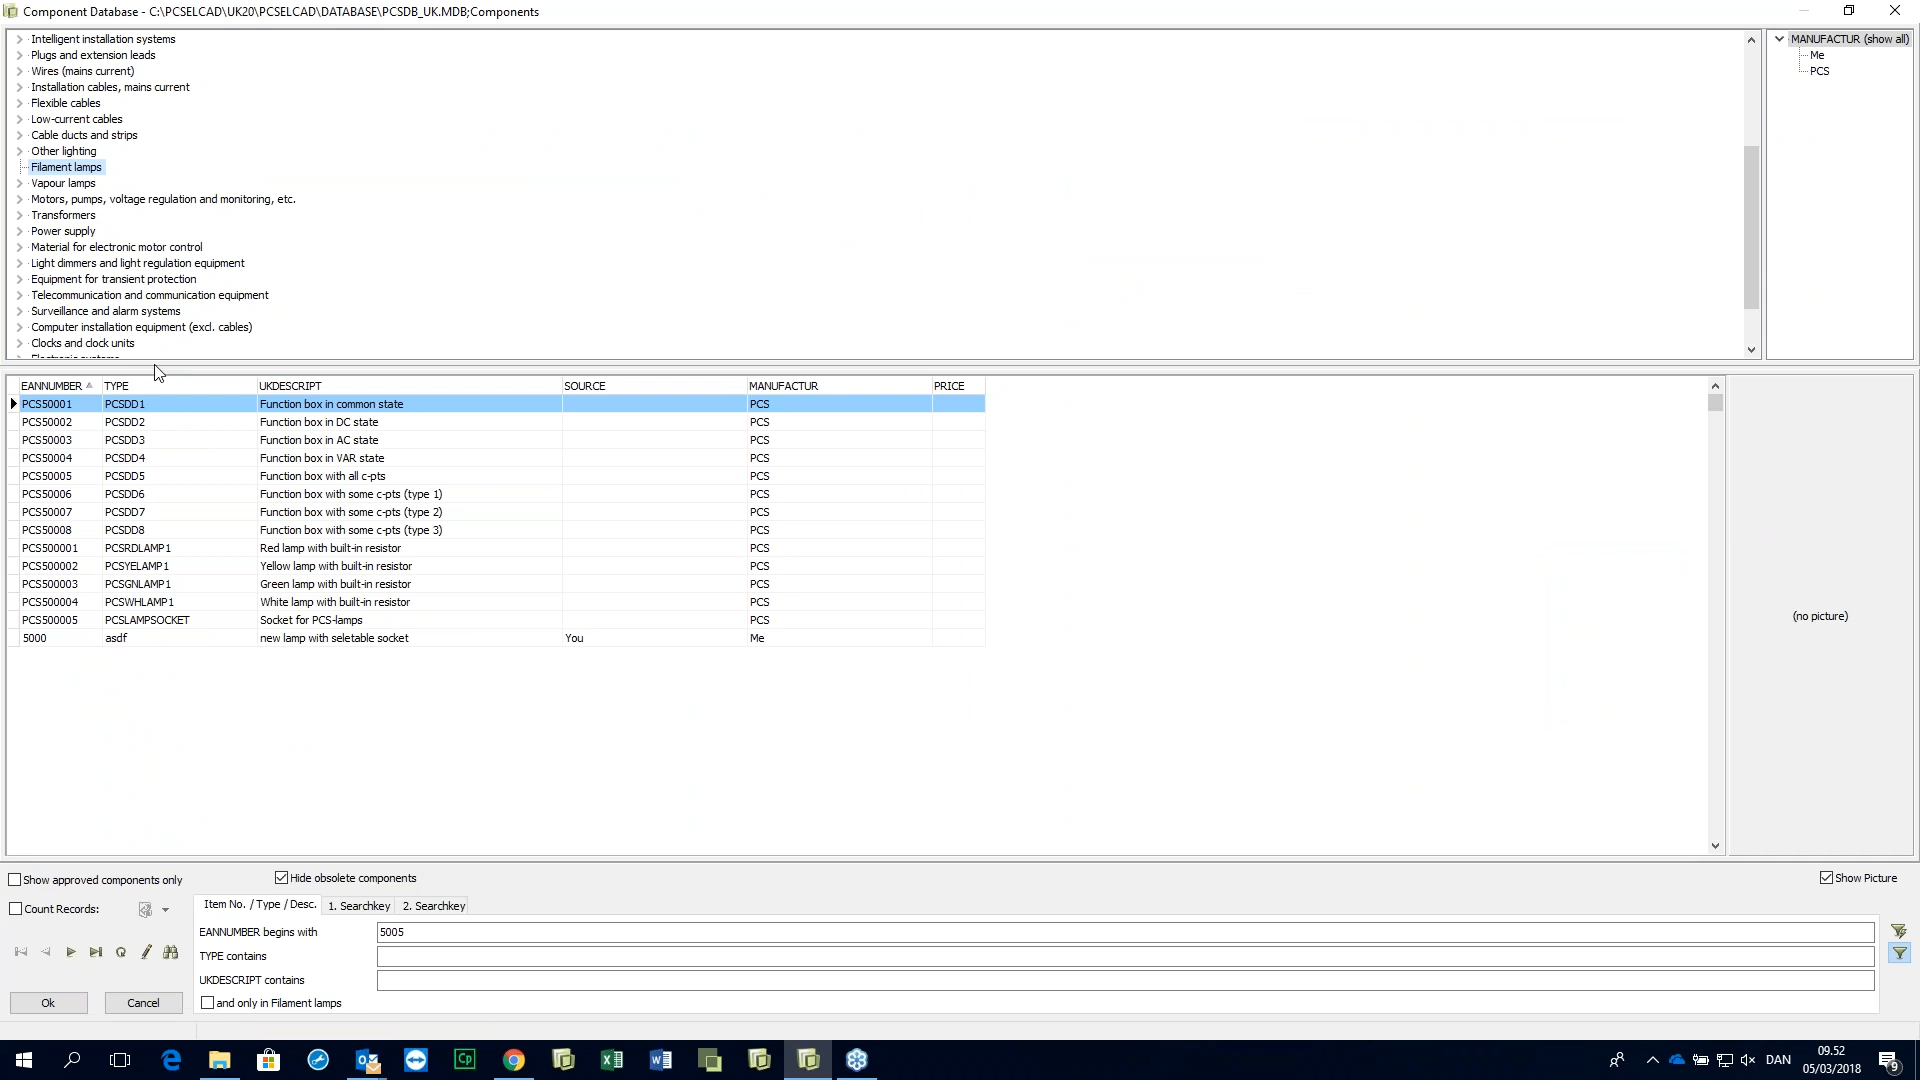 Component Database - C:\PCSELCAD\UK20\PCSELCAD\DATABASE\PCSDB_UK.MDB;Components
Intelligent installation systems
Plugs and extension leads
Wires (mains current)
Installation cables, mains current
Flexible cables
Low-current cables
Cable ducts and strips
Other lighting
Filament lamps
Vapour lamps
Motors, pumps, voltage regulation and monitoring, etc.
Transformers
Power supply
Material for electronic motor control
Light dimmers and light regulation equipment
Equipment for transient protection
Telecommunication and communication equipment
Surveillance and alarm systems
Computer installation equipment (excl. cables)
Clocks and clock units
MANUFACTUR (show all)
Me
PCS
EANNUMBER TYPE UKDESCRIPT SOURCE MANUFACTUR PRICE
PCS50001 PCSDD1 Function box in common state PCS
PCS50002 PCSDD2 Function box in DC state PCS
PCS50003 PCSDD3 Function box in AC state PCS
PCS50004 PCSDD4 Function box in VAR state PCS
PCS50005 PCSDD5 Function box with all c-pts PCS
PCS50006 PCSDD6 Function box with some c-pts (type 1) PCS
PCS50007 PCSDD7 Function box with some c-pts (type 2) PCS
PCS50008 PCSDD8 Function box with some c-pts (type 3) PCS
PCS500001 PCSRDLAMP1 Red lamp with built-in resistor PCS
PCS500002 PCSYELAMP1 Yellow lamp with built-in resistor PCS
PCS500003 PCSGNLAMP1 Green lamp with built-in resistor PCS
PCS500004 PCSWHLAMP1 White lamp with built-in resistor PCS
PCS500005 PCSLAMPSOCKET Socket for PCS-lamps PCS
5000 asdf new lamp with seletable socket You Me
(no picture)
Show approved components only
Hide obsolete components
Show Picture
Count Records:
Item No. / Type / Desc. 1. Searchkey 2. Searchkey
EANNUMBER begins with 5005
TYPE contains
UKDESCRIPT contains
and only in Filament lamps
Ok Cancel
Cp
DAN
09.52
05/03/2018
9